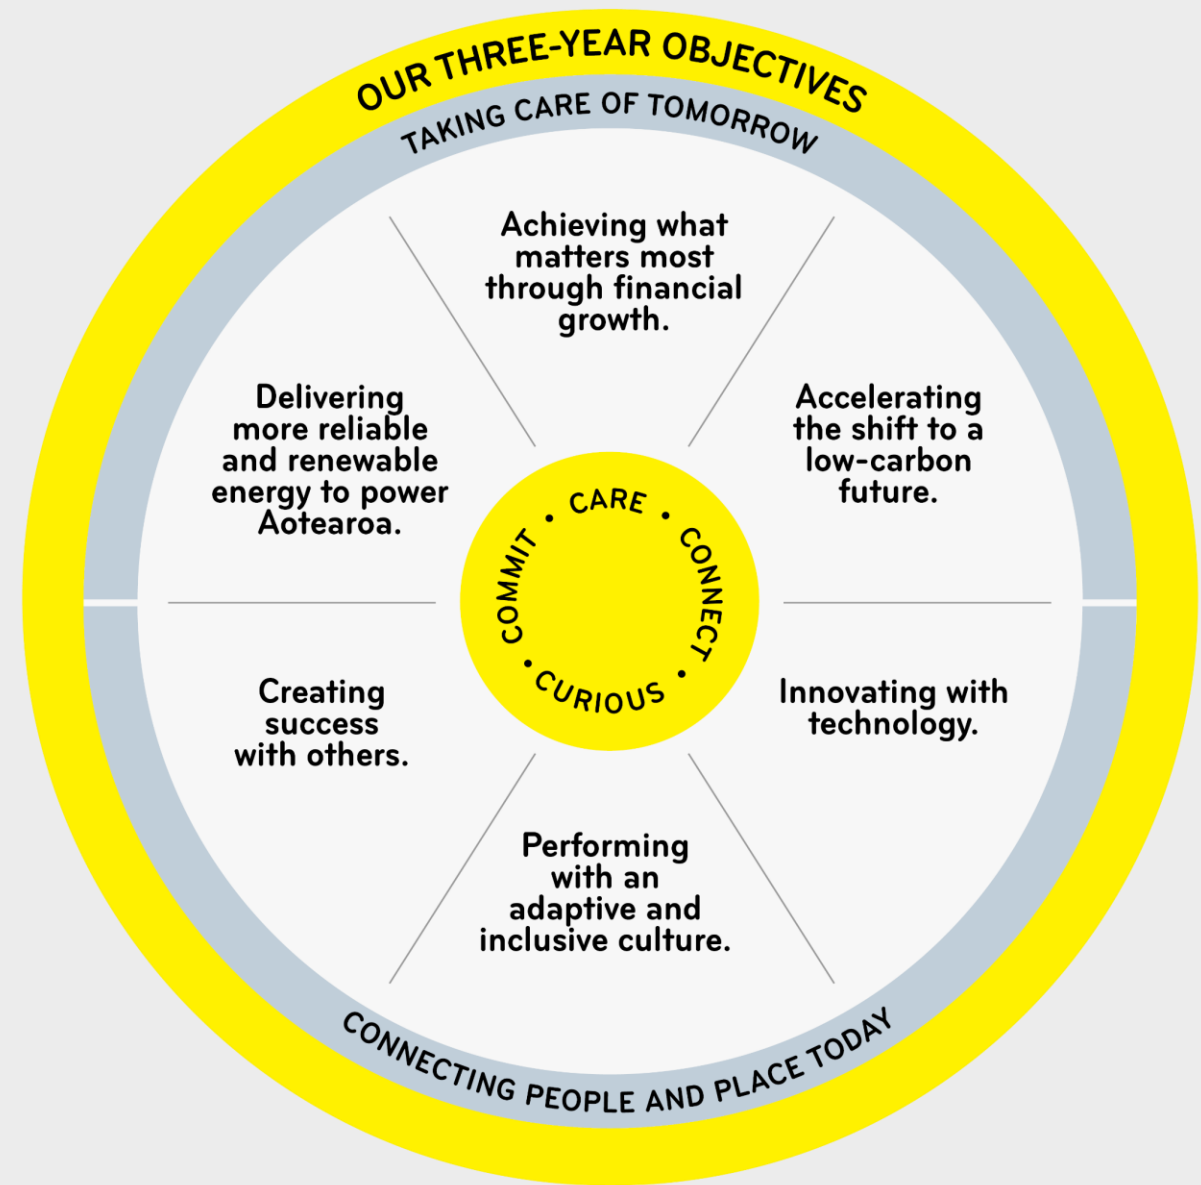 OUR THREE-YEAR OBJECTIVES
TAKING CARE OF TOMORROW
Achieving what
matters most
through financial
growth.
Delivering
more reliable
and renewable
energy to power
Aotearoa.
Accelerating
the shift to a
low-carbon
future.
CARE • CONNECT • CURIOUS • COMMIT •
Creating
success
with others.
Innovating with
technology.
Performing
with an
adaptive and
inclusive culture.
CONNECTING PEOPLE AND PLACE TODAY